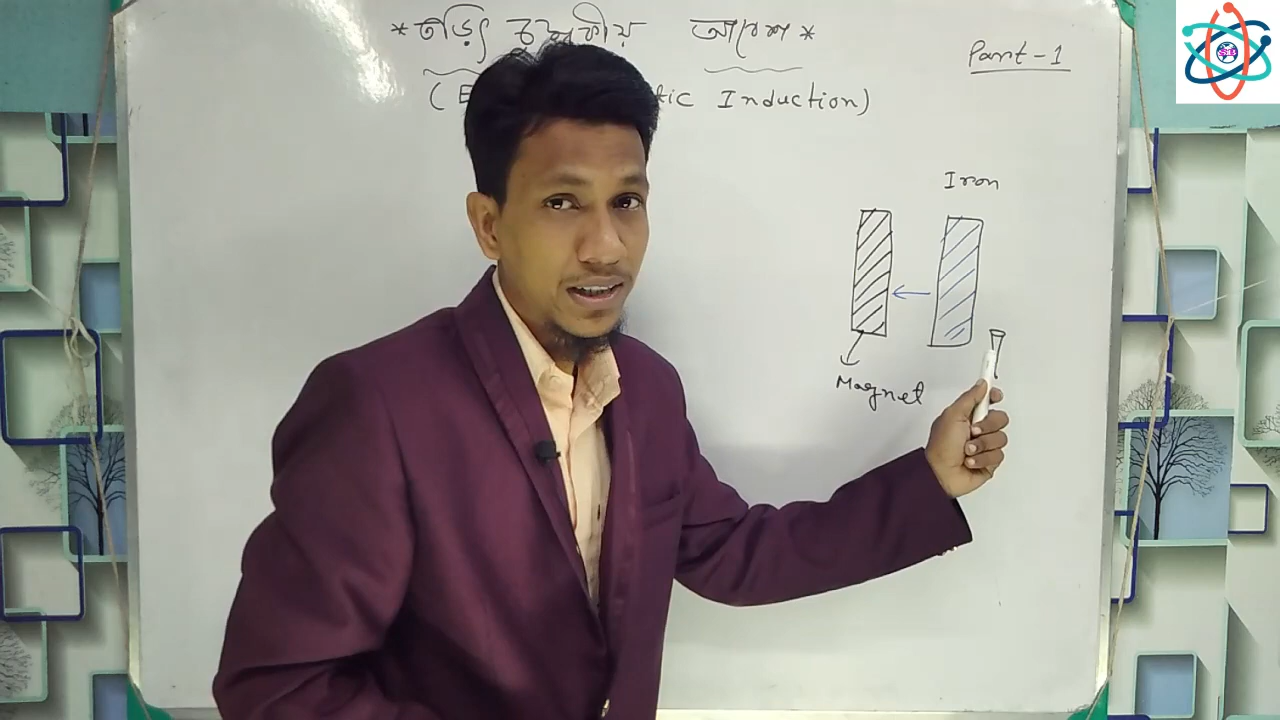 *তড়িৎ চুম্বকীয় আবেশ*
Part-1
(E tic Induction)
Iron
Magnet